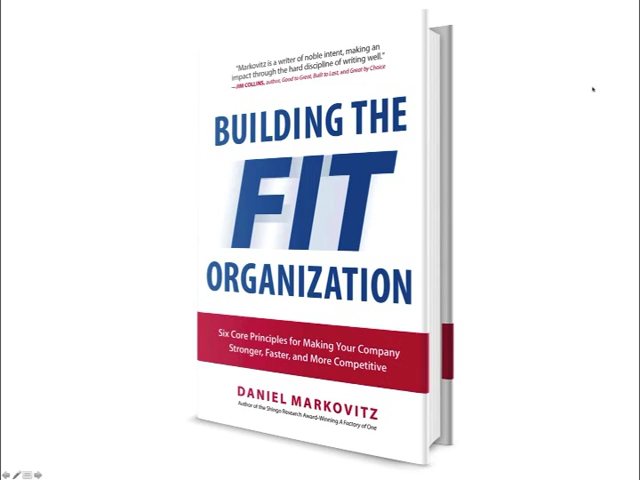 "Markovitz is a writer of noble intent, making an
impact through the hard discipline of writing well."
—JIM COLLINS, author, Good to Great, Built to Last, and Great by Choice
BUILDING THE
FIT
ORGANIZATION
Six Core Principles for Making Your Company
Stronger, Faster, and More Competitive
DANIEL MARKOVITZ
Author of the Shingo Research Award-Winning A Factory of One